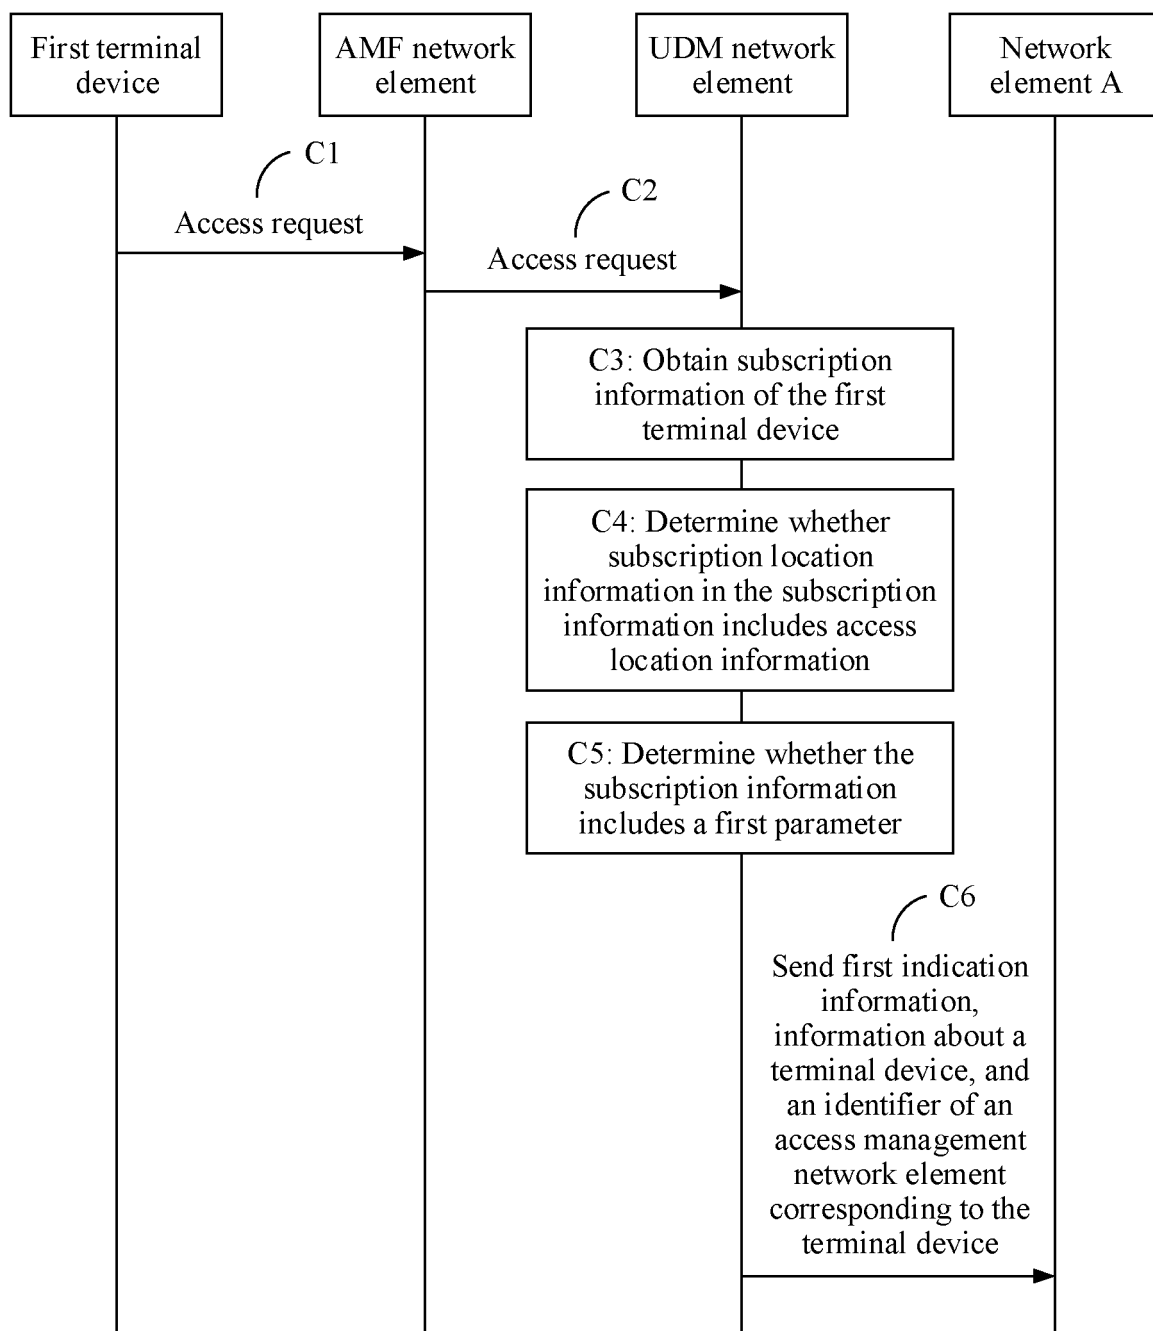 First terminal
device
AMF network
element
UDM network
element
Network
element A
C1
Access request
C2
Access request
C3: Obtain subscription
information of the first
terminal device
C4: Determine whether
subscription location
information in the subscription
information includes access
location information
C5: Determine whether the
subscription information
includes a first parameter
C6
Send first indication
information,
information about a
terminal device, and
an identifier of an
access management
network element
corresponding to the
terminal device